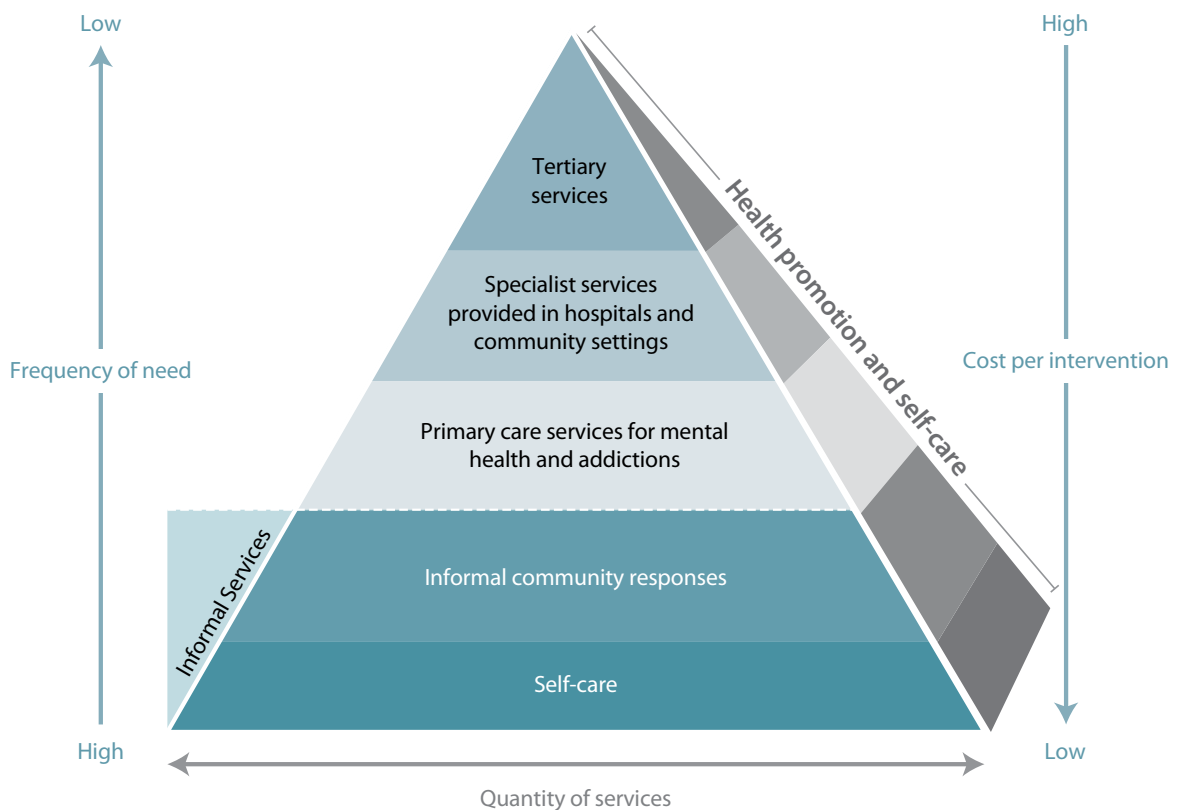 Low
High
Tertiary
services
Health promotion and self-care
Specialist services
provided in hospitals and
community settings
Frequency of need
Cost per intervention
Primary care services for mental
health and addictions
Informal Services
Informal community responses
Self-care
High
Low
Quantity of services